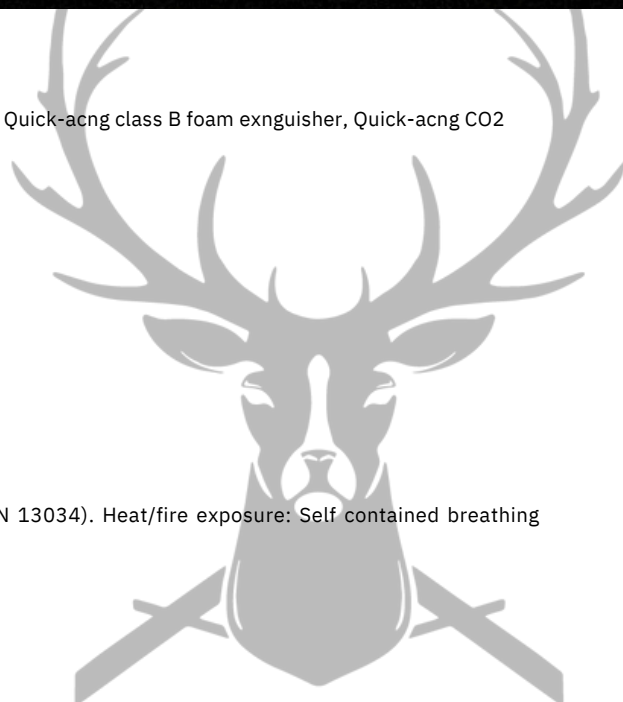 Quick-acng class B foam exnguisher, Quick-acng CO2
N 13034). Heat/fire exposure: Self contained breathing